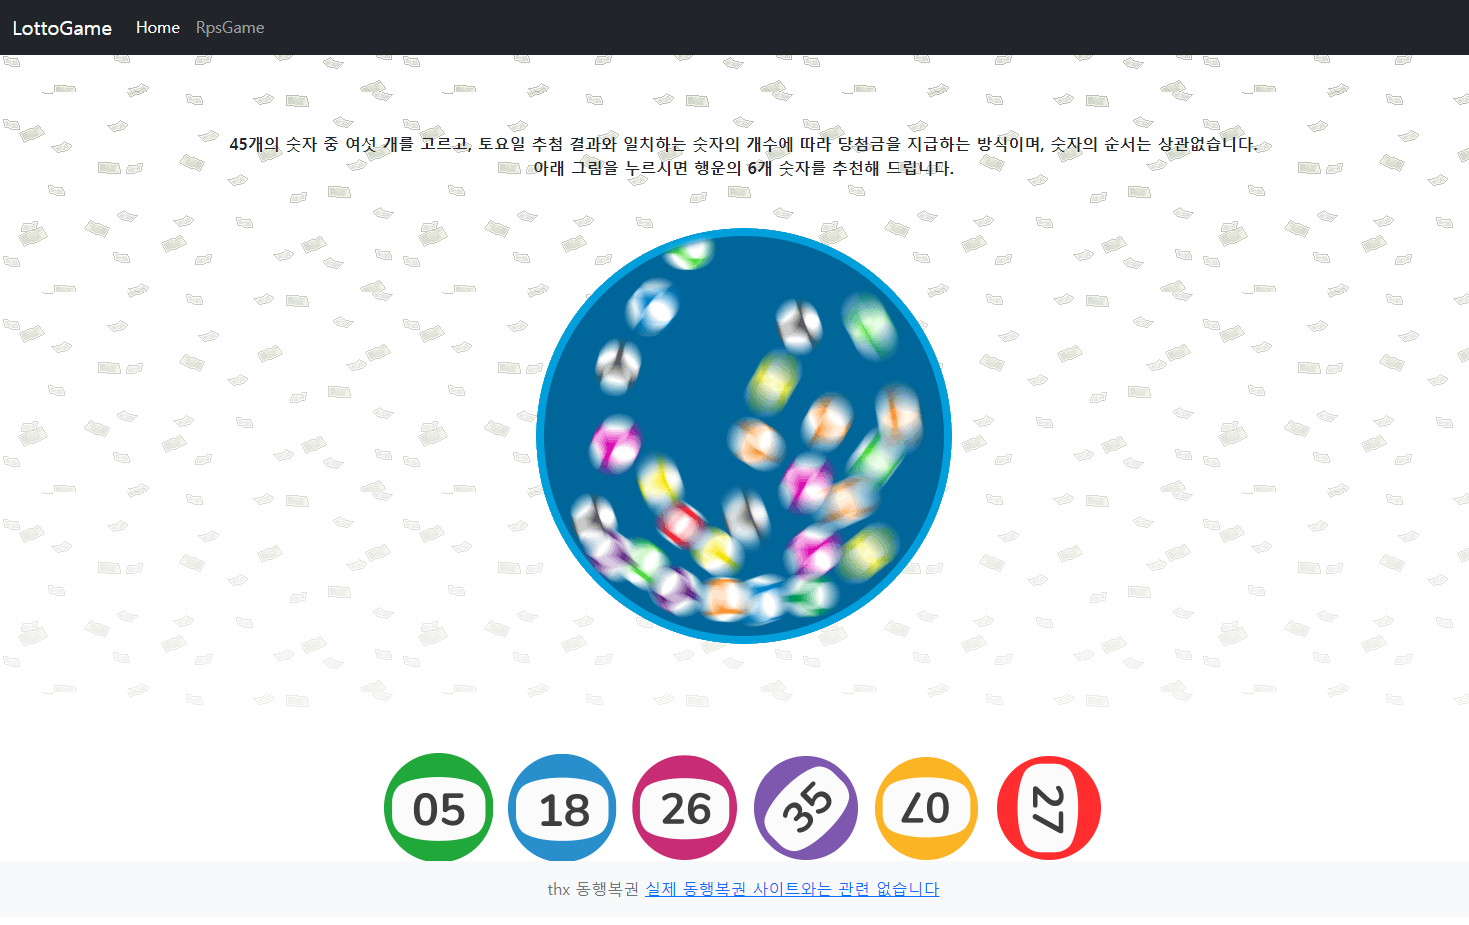 LottoGame Home RpsGame
45개의 숫자 중 여섯 개를 고르고, 토요일 추첨 결과와 일치하는 숫자의 개수에 따라 당첨금을 지급하는 방식이며, 숫자의 순서는 상관없습니다.
아래 그림을 누르시면 행운의 6개 숫자를 추천해 드립니다.
05 18 26 35 07 27
thx 동행복권 실제 동행복권 사이트와는 관련 없습니다